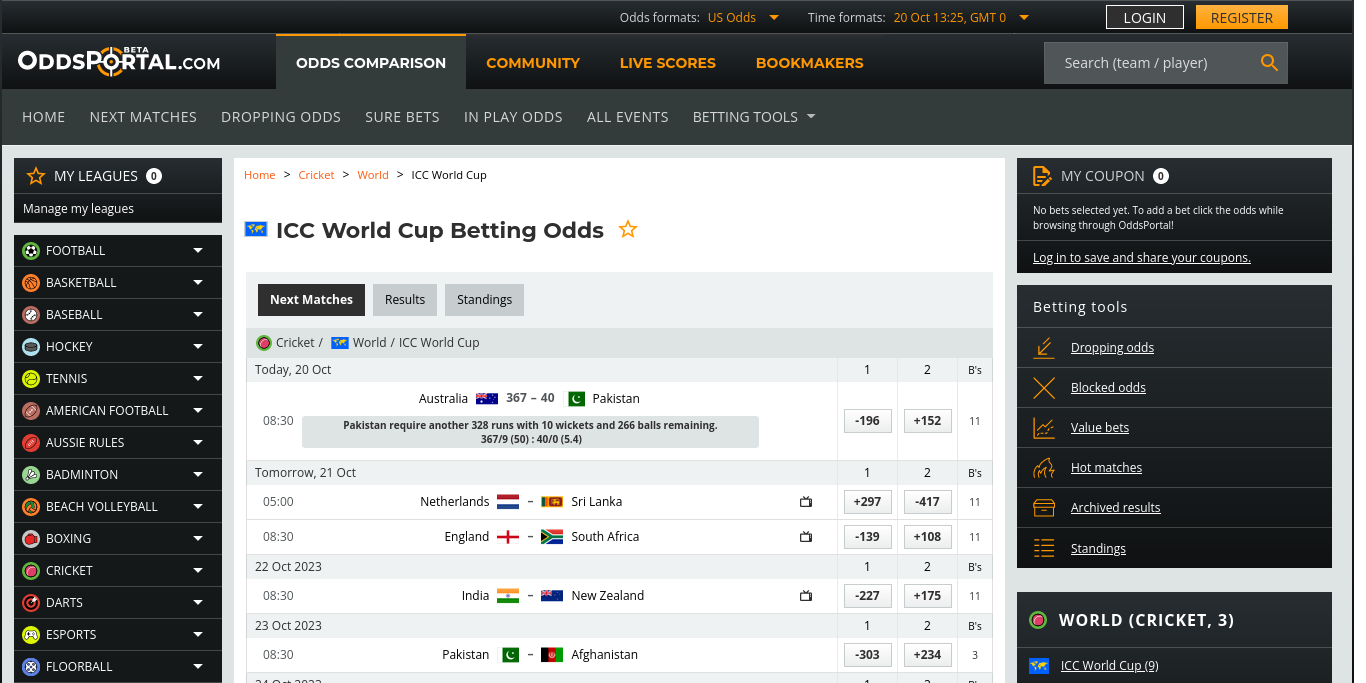 Odds formats: US Odds Time formats: 20 Oct 13:25, GMT 0 LOGIN REGISTER
ODDSPORTAL.COM BETA ODDS COMPARISON COMMUNITY LIVE SCORES BOOKMAKERS Search (team / player)
HOME NEXT MATCHES DROPPING ODDS SURE BETS IN PLAY ODDS ALL EVENTS BETTING TOOLS
MY LEAGUES 0
Manage my leagues
FOOTBALL
BASKETBALL
BASEBALL
HOCKEY
TENNIS
AMERICAN FOOTBALL
AUSSIE RULES
BADMINTON
BEACH VOLLEYBALL
BOXING
CRICKET
DARTS
ESPORTS
FLOORBALL
Home > Cricket > World > ICC World Cup
ICC World Cup Betting Odds
Next Matches Results Standings
Cricket / World / ICC World Cup
Today, 20 Oct 1 2 B's
08:30 Australia 367 – 40 Pakistan -196 +152 11
Pakistan require another 328 runs with 10 wickets and 266 balls remaining.
367/9 (50) : 40/0 (5.4)
Tomorrow, 21 Oct 1 2 B's
05:00 Netherlands – Sri Lanka +297 -417 11
08:30 England – South Africa -139 +108 11
22 Oct 2023 1 2 B's
08:30 India – New Zealand -227 +175 11
23 Oct 2023 1 2 B's
08:30 Pakistan – Afghanistan -303 +234 3
24 Oct 2023 1 2 B's
MY COUPON 0
No bets selected yet. To add a bet click the odds while
browsing through OddsPortal!
Log in to save and share your coupons.
Betting tools
Dropping odds
Blocked odds
Value bets
Hot matches
Archived results
Standings
WORLD (CRICKET, 3)
ICC World Cup (9)